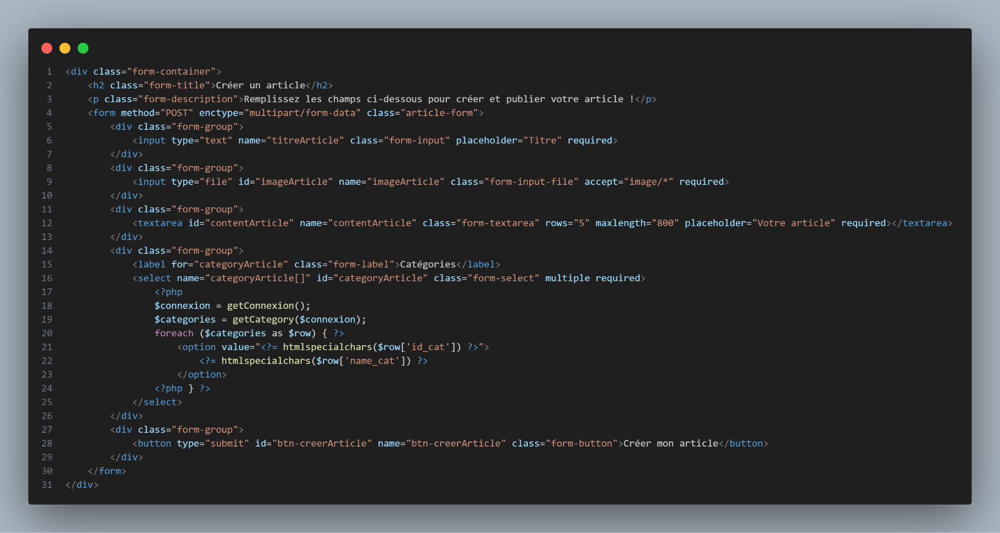 1 <div class="form-container">
2     <h2 class="form-title">Créer un article</h2>
3     <p class="form-description">Remplissez les champs ci-dessous pour créer et publier votre article !</p>
4     <form method="POST" enctype="multipart/form-data" class="article-form">
5         <div class="form-group">
6             <input type="text" name="titreArticle" class="form-input" placeholder="Titre" required>
7         </div>
8         <div class="form-group">
9             <input type="file" id="imageArticle" name="imageArticle" class="form-input-file" accept="image/*" required>
10         </div>
11         <div class="form-group">
12             <textarea id="contentArticle" name="contentArticle" class="form-textarea" rows="5" maxlength="800" placeholder="Votre article" required></textarea>
13         </div>
14         <div class="form-group">
15             <label for="categoryArticle" class="form-label">Catégories</label>
16             <select name="categoryArticle[]" id="categoryArticle" class="form-select" multiple required>
17                 <?php
18                 $connexion = getConnexion();
19                 $categories = getCategory($connexion);
20                 foreach ($categories as $row) { ?>
21                     <option value="<?= htmlspecialchars($row['id_cat']) ?>">
22                         <?= htmlspecialchars($row['name_cat']) ?>
23                     </option>
24                 <?php } ?>
25             </select>
26         </div>
27         <div class="form-group">
28             <button type="submit" id="btn-creerArticle" name="btn-creerArticle" class="form-button">Créer mon article</button>
29         </div>
30     </form>
31 </div>